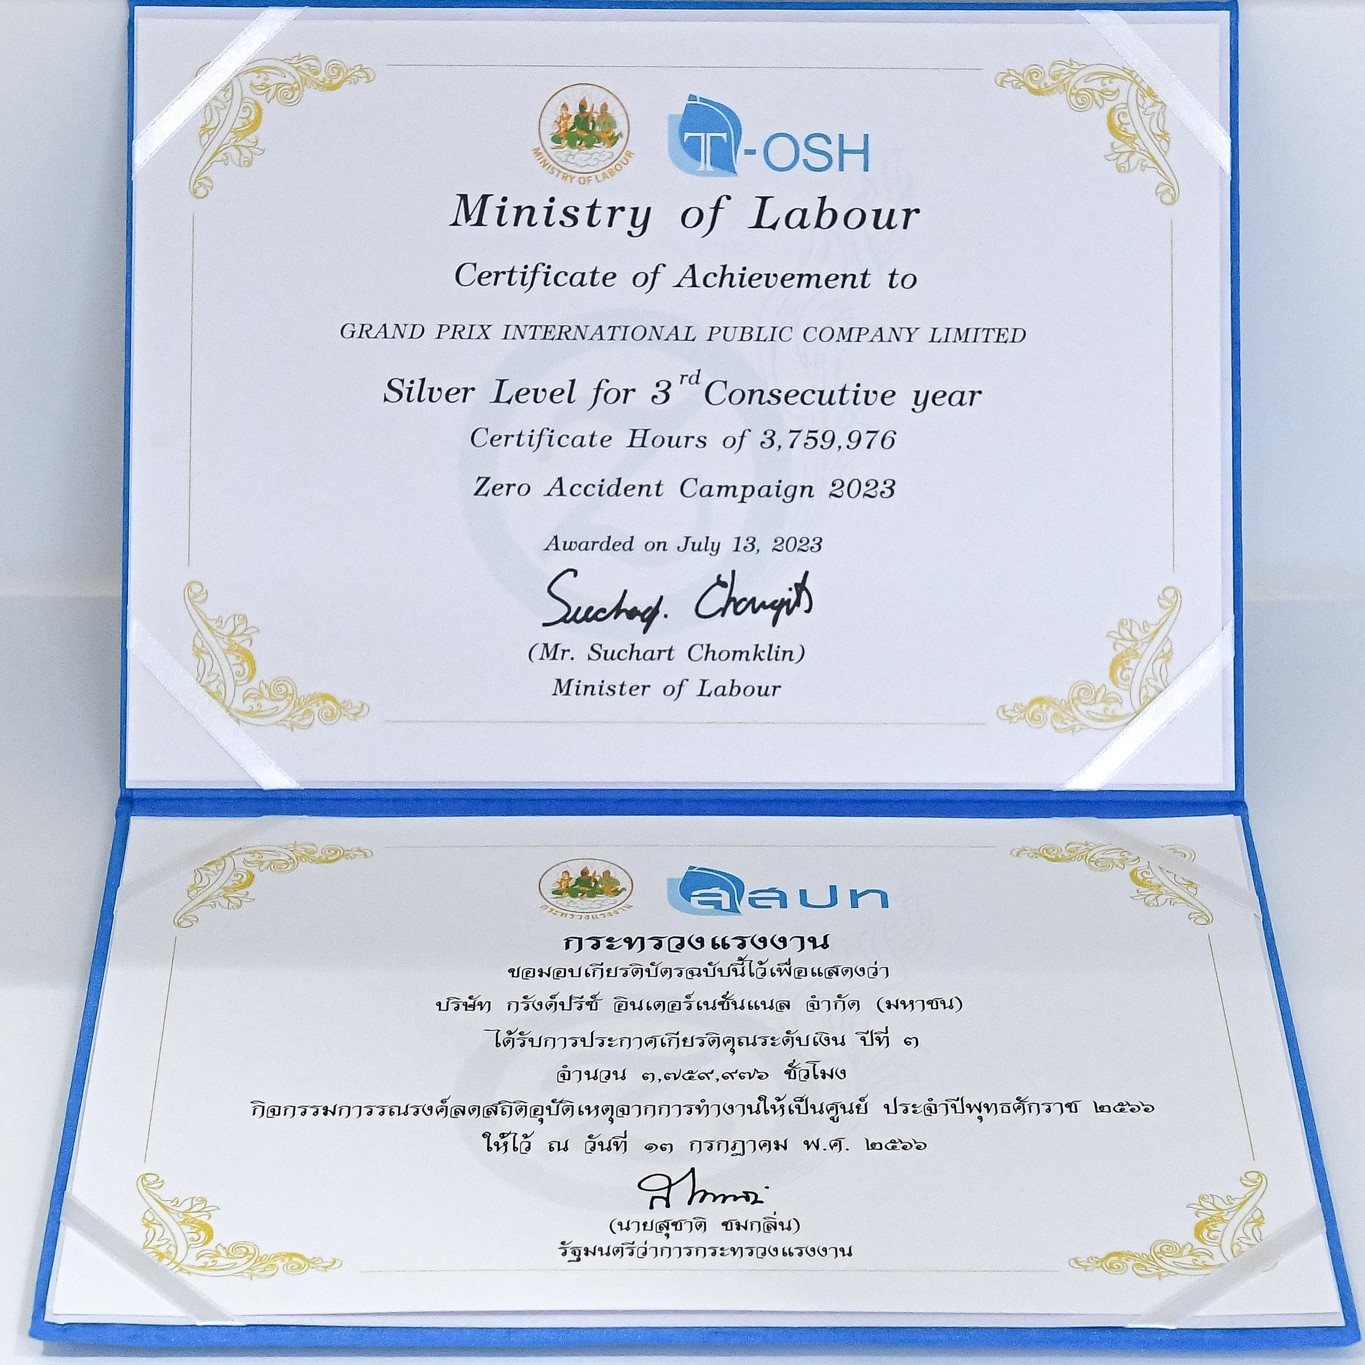 MINISTRY OF LABOUR
T-OSH
Ministry of Labour
Certificate of Achievement to
GRAND PRIX INTERNATIONAL PUBLIC COMPANY LIMITED
Silver Level for 3rd Consecutive year
Certificate Hours of 3,759,976
Zero Accident Campaign 2023
Awarded on July 13, 2023
(Mr. Suchart Chomklin)
Minister of Labour
กระทรวงแรงงาน
สสปท
กระทรวงแรงงาน
ขอมอบเกียรติบัตรฉบับนี้ไว้เพื่อแสดงว่า
บริษัท กรังด์ปรีซ์ อินเตอร์เนชั่นแนล จำกัด (มหาชน)
ได้รับการประกาศเกียรติคุณระดับเงิน ปีที่ ๓
จำนวน ๓,๗๕๙,๙๗๖ ชั่วโมง
กิจกรรมการรณรงค์ลดสถิติอุบัติเหตุจากการทำงานให้เป็นศูนย์ ประจำปีพุทธศักราช ๒๕๖๖
ให้ไว้ ณ วันที่ ๑๓ กรกฎาคม พ.ศ. ๒๕๖๖
(นายสุชาติ ชมกลิ่น)
รัฐมนตรีว่าการกระทรวงแรงงาน